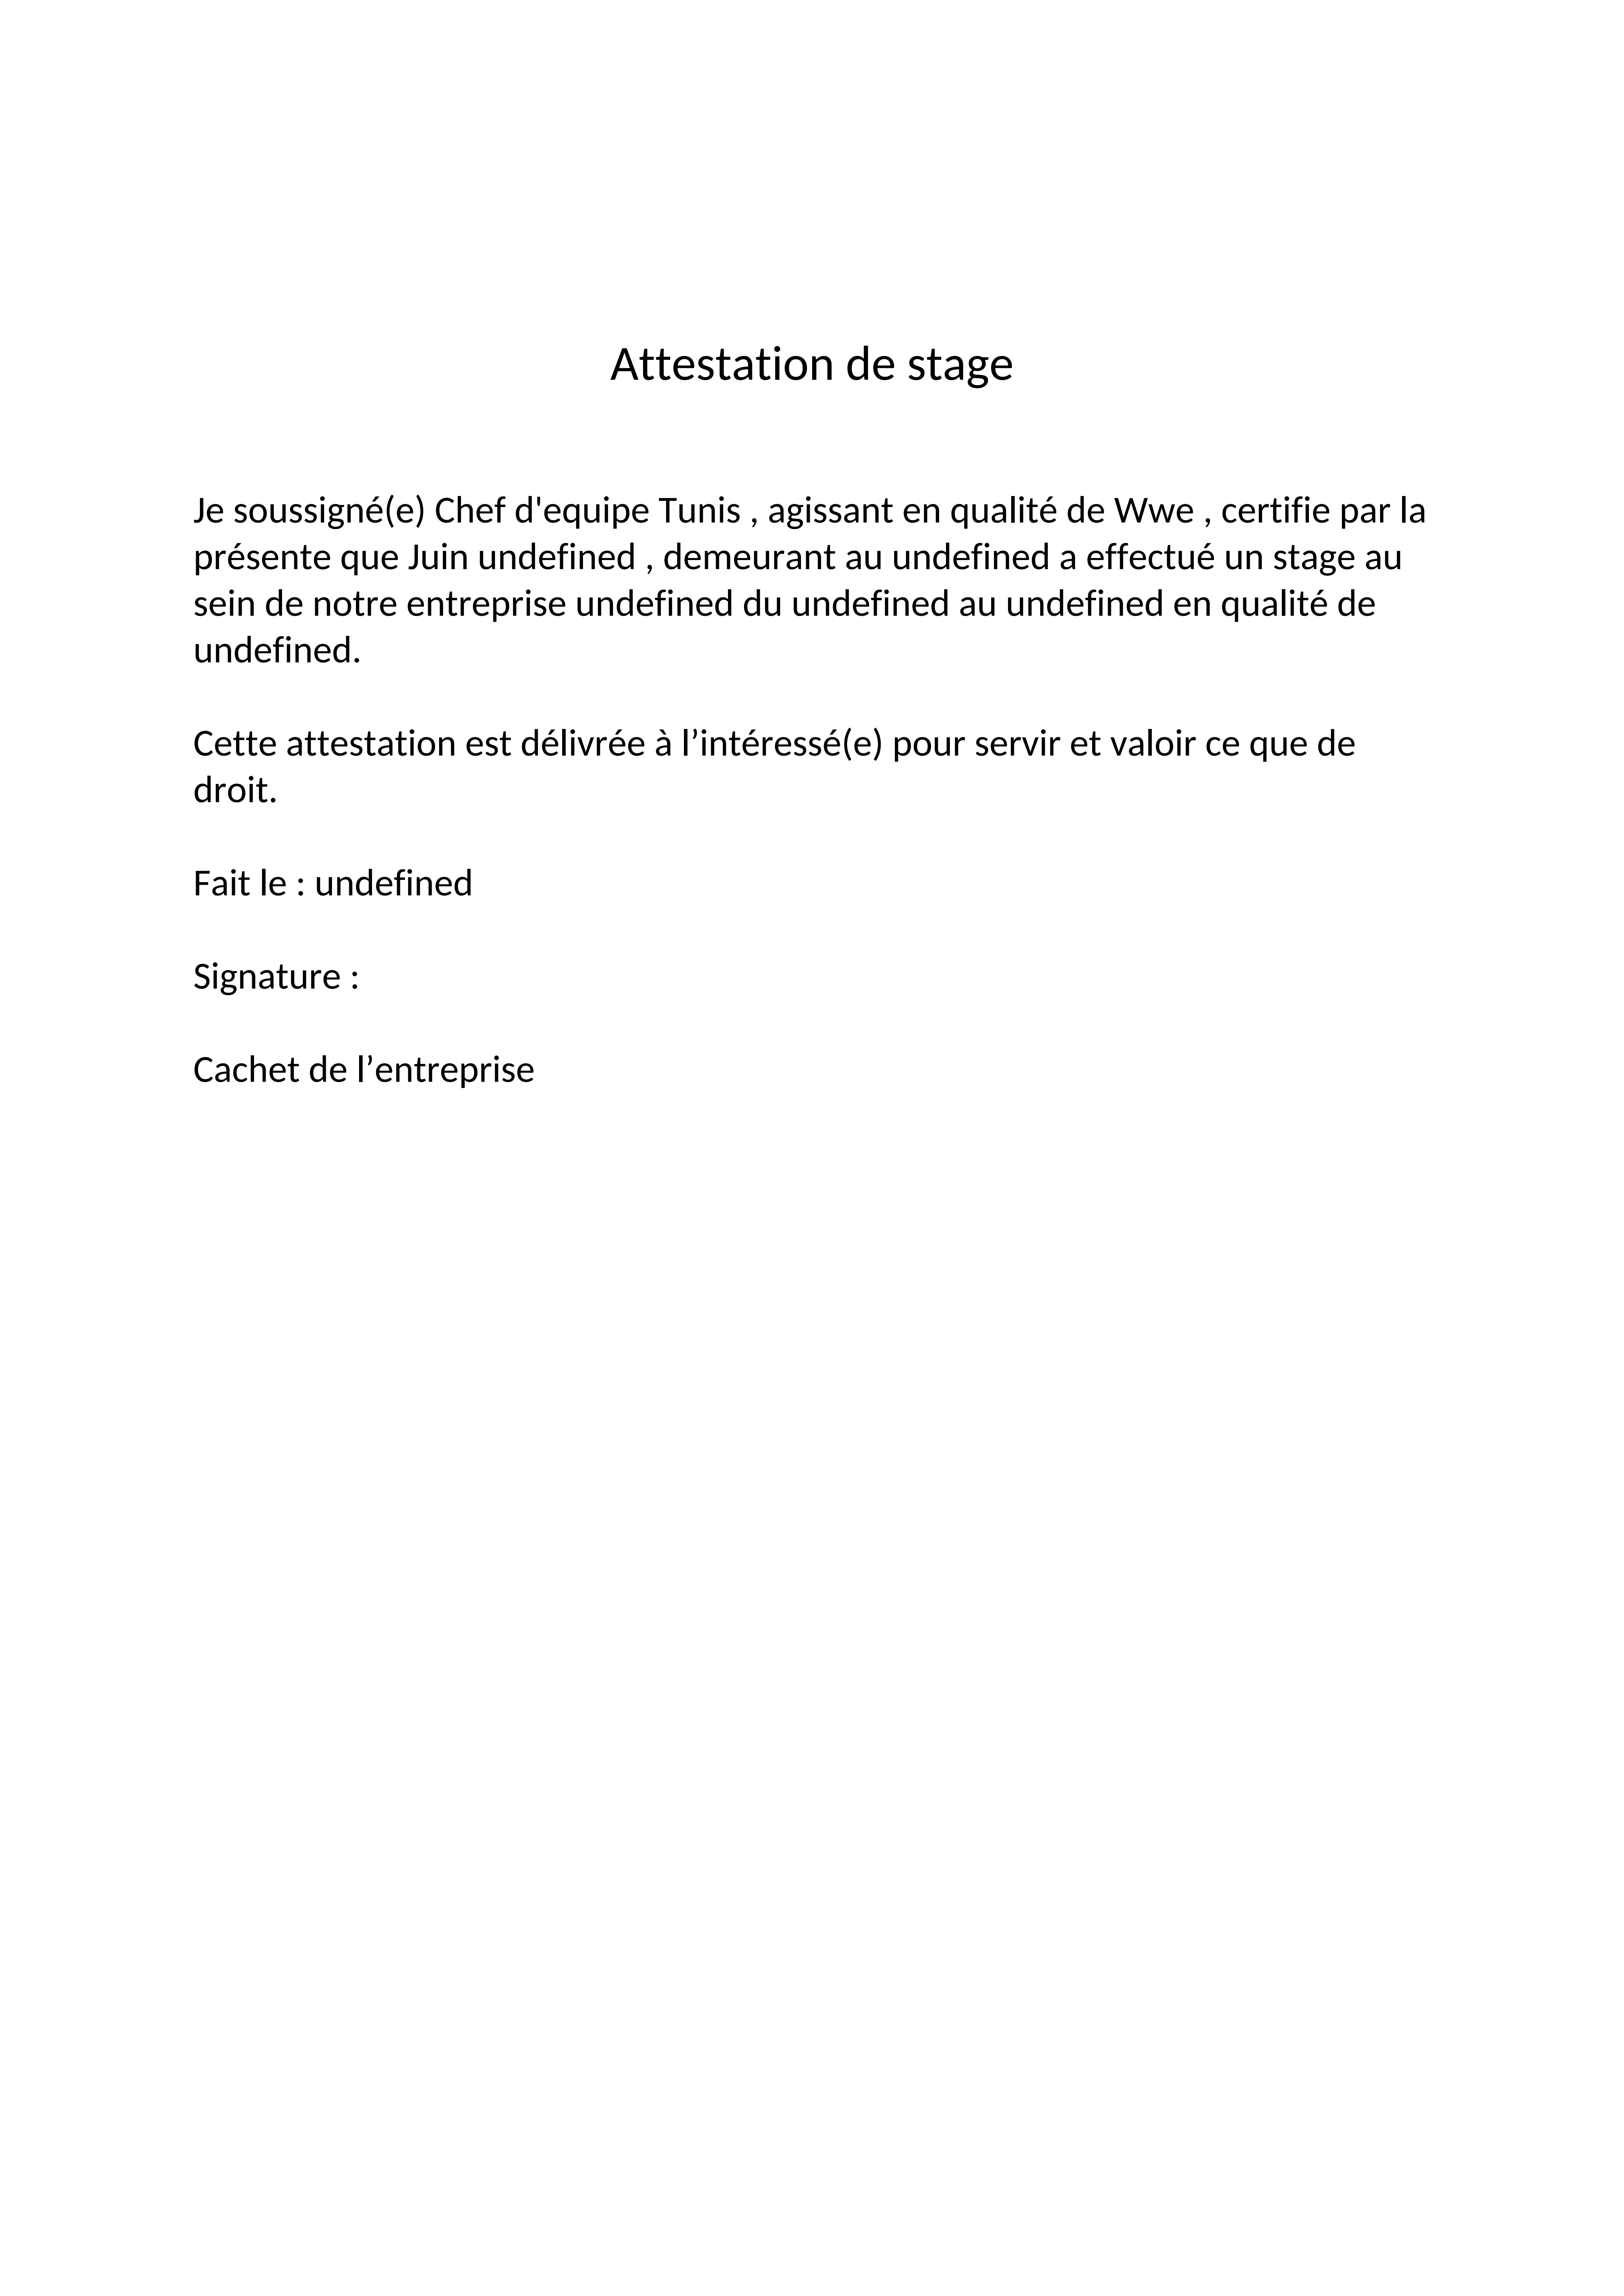 Attestation de stage
Je soussigné(e) Chef d'equipe Tunis , agissant en qualité de Wwe , certifie par la
présente que Juin undefined , demeurant au undefined a effectué un stage au
sein de notre entreprise undefined du undefined au undefined en qualité de
undefined.
Cette attestation est délivrée à l’intéressé(e) pour servir et valoir ce que de
droit.
Fait le : undefined
Signature :
Cachet de l’entreprise